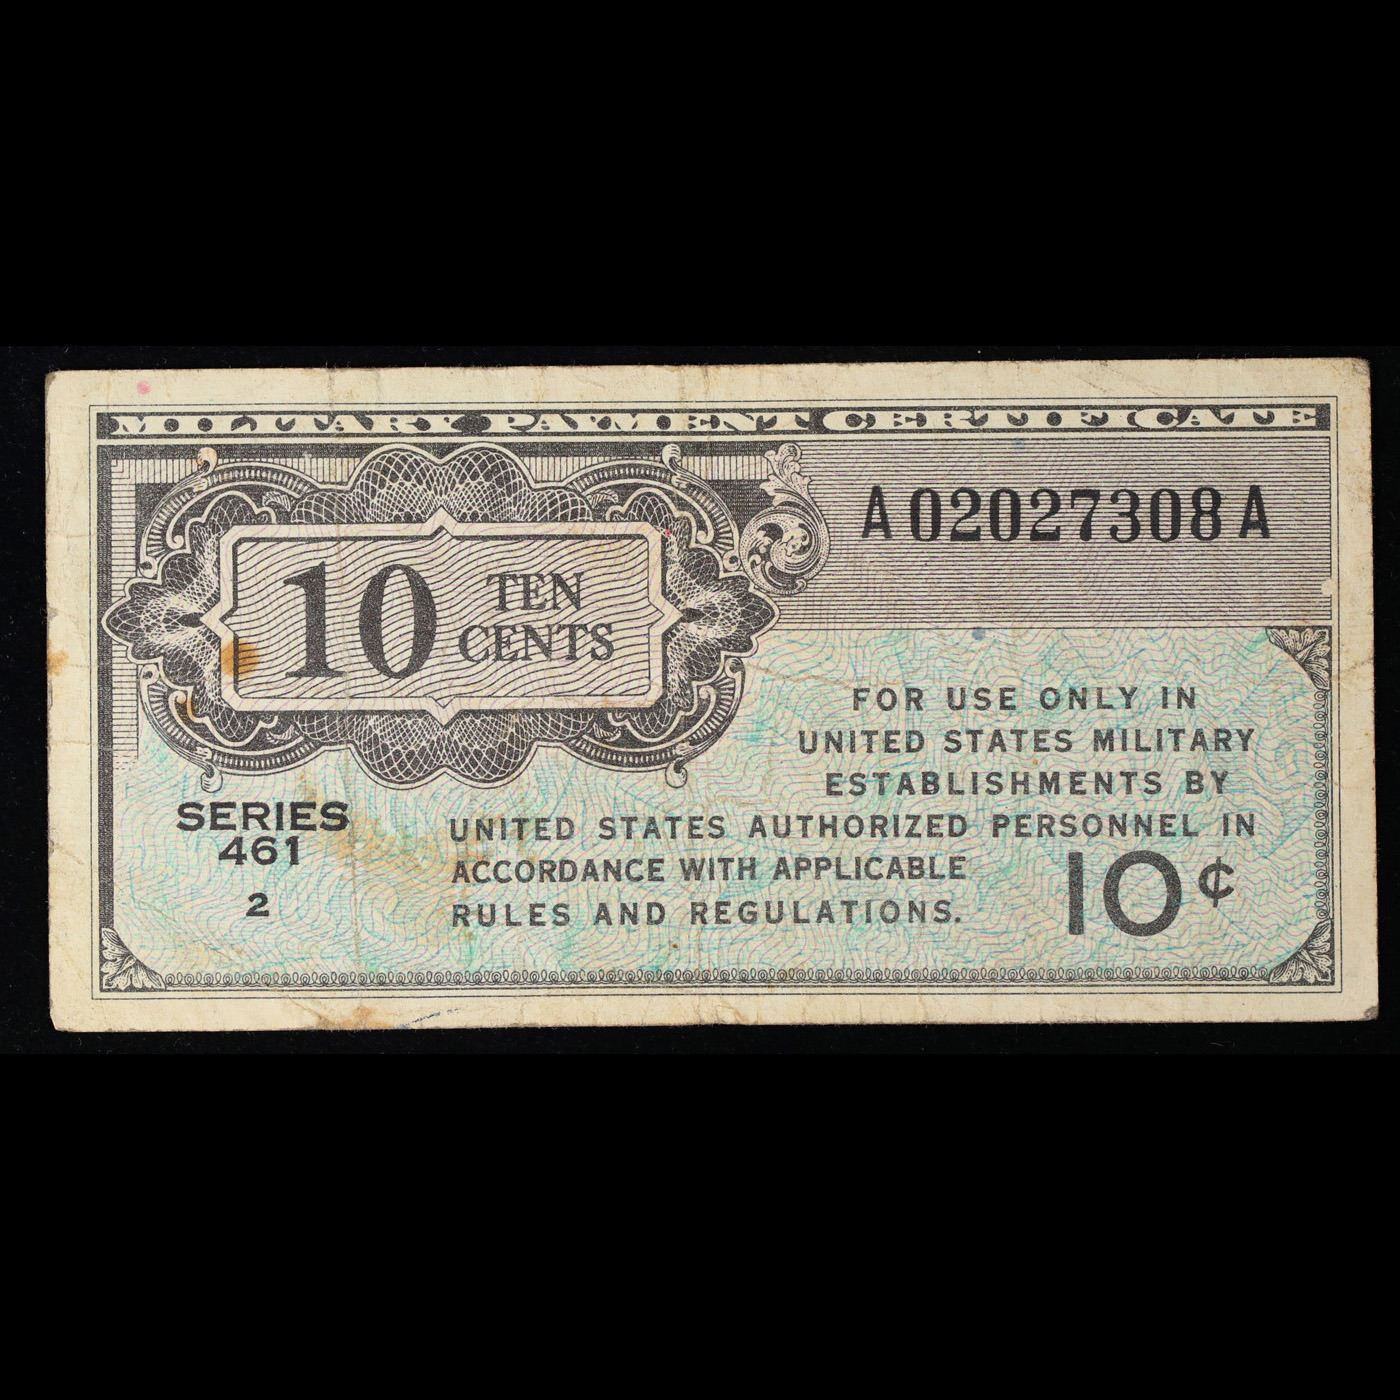 MILITARY PAYMENT CERTIFICATE
A02027308A
10 TEN
CENTS
FOR USE ONLY IN
UNITED STATES MILITARY
ESTABLISHMENTS BY
UNITED STATES AUTHORIZED PERSONNEL IN
ACCORDANCE WITH APPLICABLE
RULES AND REGULATIONS.
SERIES
461
2
10¢